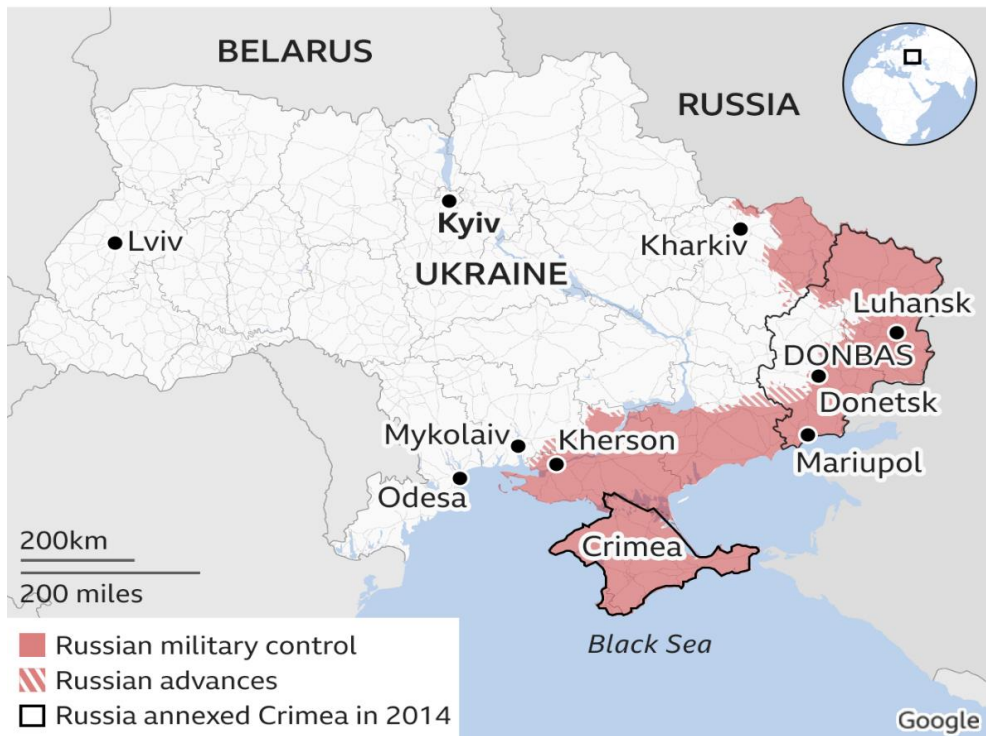 BELARUS
RUSSIA
Kyiv
Lviv
Kharkiv
UKRAINE
Luhansk
DONBAS
Donetsk
Mykolaiv
Kherson
Mariupol
Odesa
Crimea
200km
200 miles
Black Sea
Russian military control
Russian advances
Russia annexed Crimea in 2014
Google